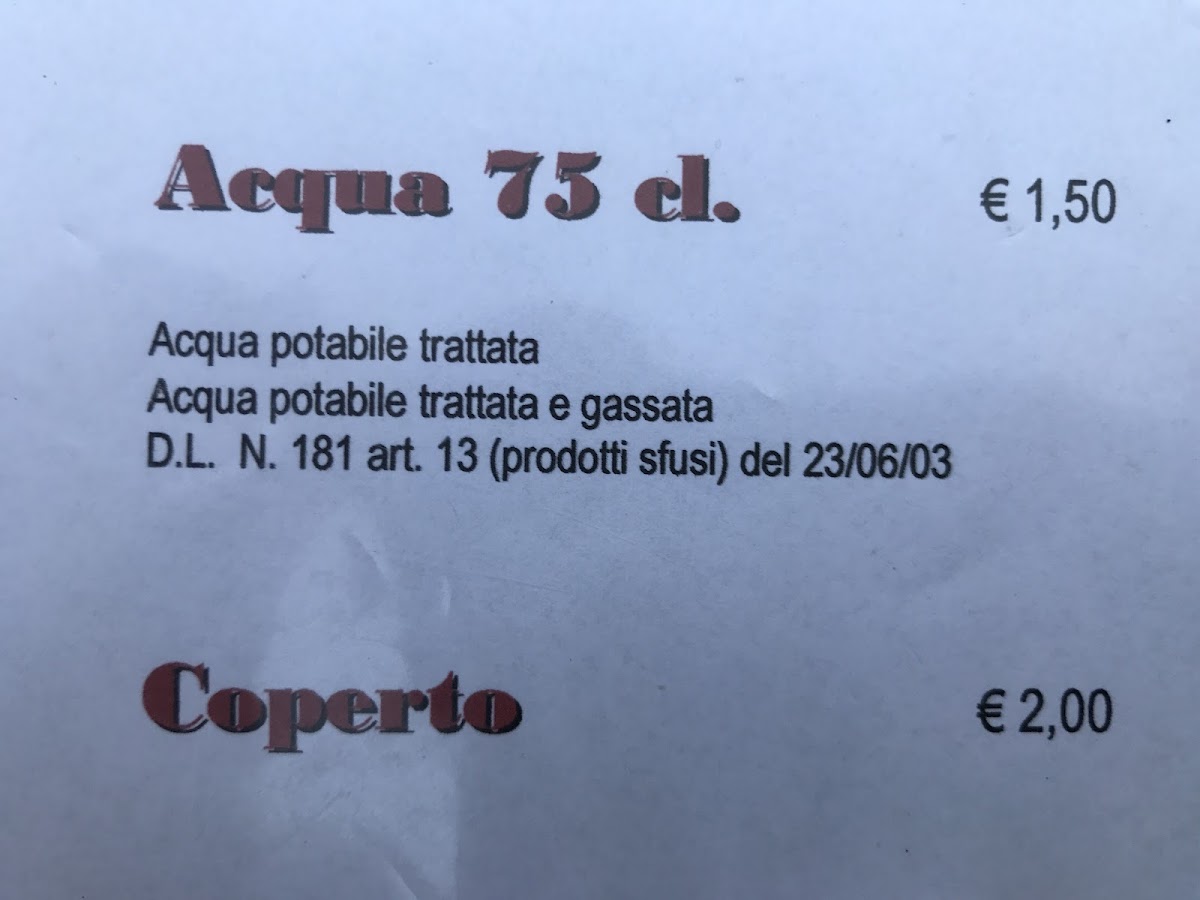 Acqua 75 cl. € 1,50
Acqua potabile trattata
Acqua potabile trattata e gassata
D.L. N. 181 art. 13 (prodotti sfusi) del 23/06/03
Coperto € 2,00